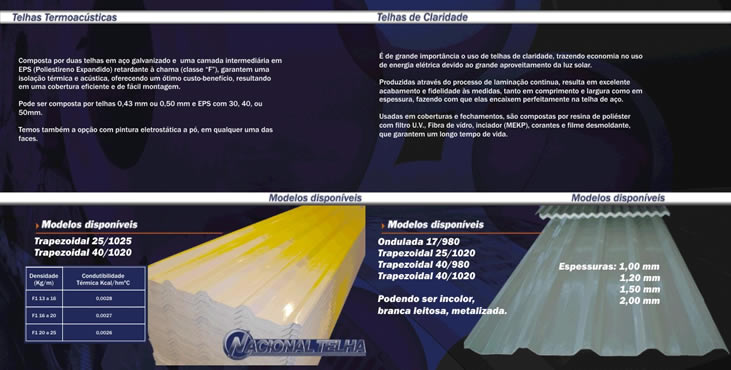 Telhas Termoacústicas
Composta por duas telhas em aço galvanizado e uma camada intermediária em
EPS (Poliestireno Expandido) retardante à chama (classe “F”), garantem uma
isolação térmica e acústica, oferecendo um ótimo custo-benefício, resultando
em uma cobertura eficiente e de fácil montagem.
Pode ser composta por telhas 0,43 mm ou 0,50 mm e EPS com 30, 40, ou
50mm.
Temos também a opção com pintura eletrostática a pó, em qualquer uma das
faces.
Telhas de Claridade
É de grande importância o uso de telhas de claridade, trazendo economia no uso
de energia elétrica devido ao grande aproveitamento da luz solar.
Produzidas através do processo de laminação continua, resulta em excelente
acabamento e fidelidade às medidas, tanto em comprimento e largura como em
espessura, fazendo com que elas encaixem perfeitamente na telha de aço.
Usadas em coberturas e fechamentos, são compostas por resina de poliéster
com filtro U.V., Fibra de vídro, inciador (MEKP), corantes e filme desmoldante,
que garantem um longo tempo de vida.
Modelos disponíveis
Modelos disponíveis
Trapezoidal 25/1025
Trapezoidal 40/1020
Densidade
(Kg/m)
Condutibilidade
Térmica Kcal/hm°C
F1 13 a 16 0,0028
F1 16 a 20 0,0027
F1 20 a 25 0,0026
NACIONAL TELHA
Modelos disponíveis
Modelos disponíveis
Ondulada 17/980
Trapezoidal 25/1020
Trapezoidal 40/980
Trapezoidal 40/1020
Podendo ser incolor,
branca leitosa, metalizada.
Espessuras: 1,00 mm
1,20 mm
1,50 mm
2,00 mm